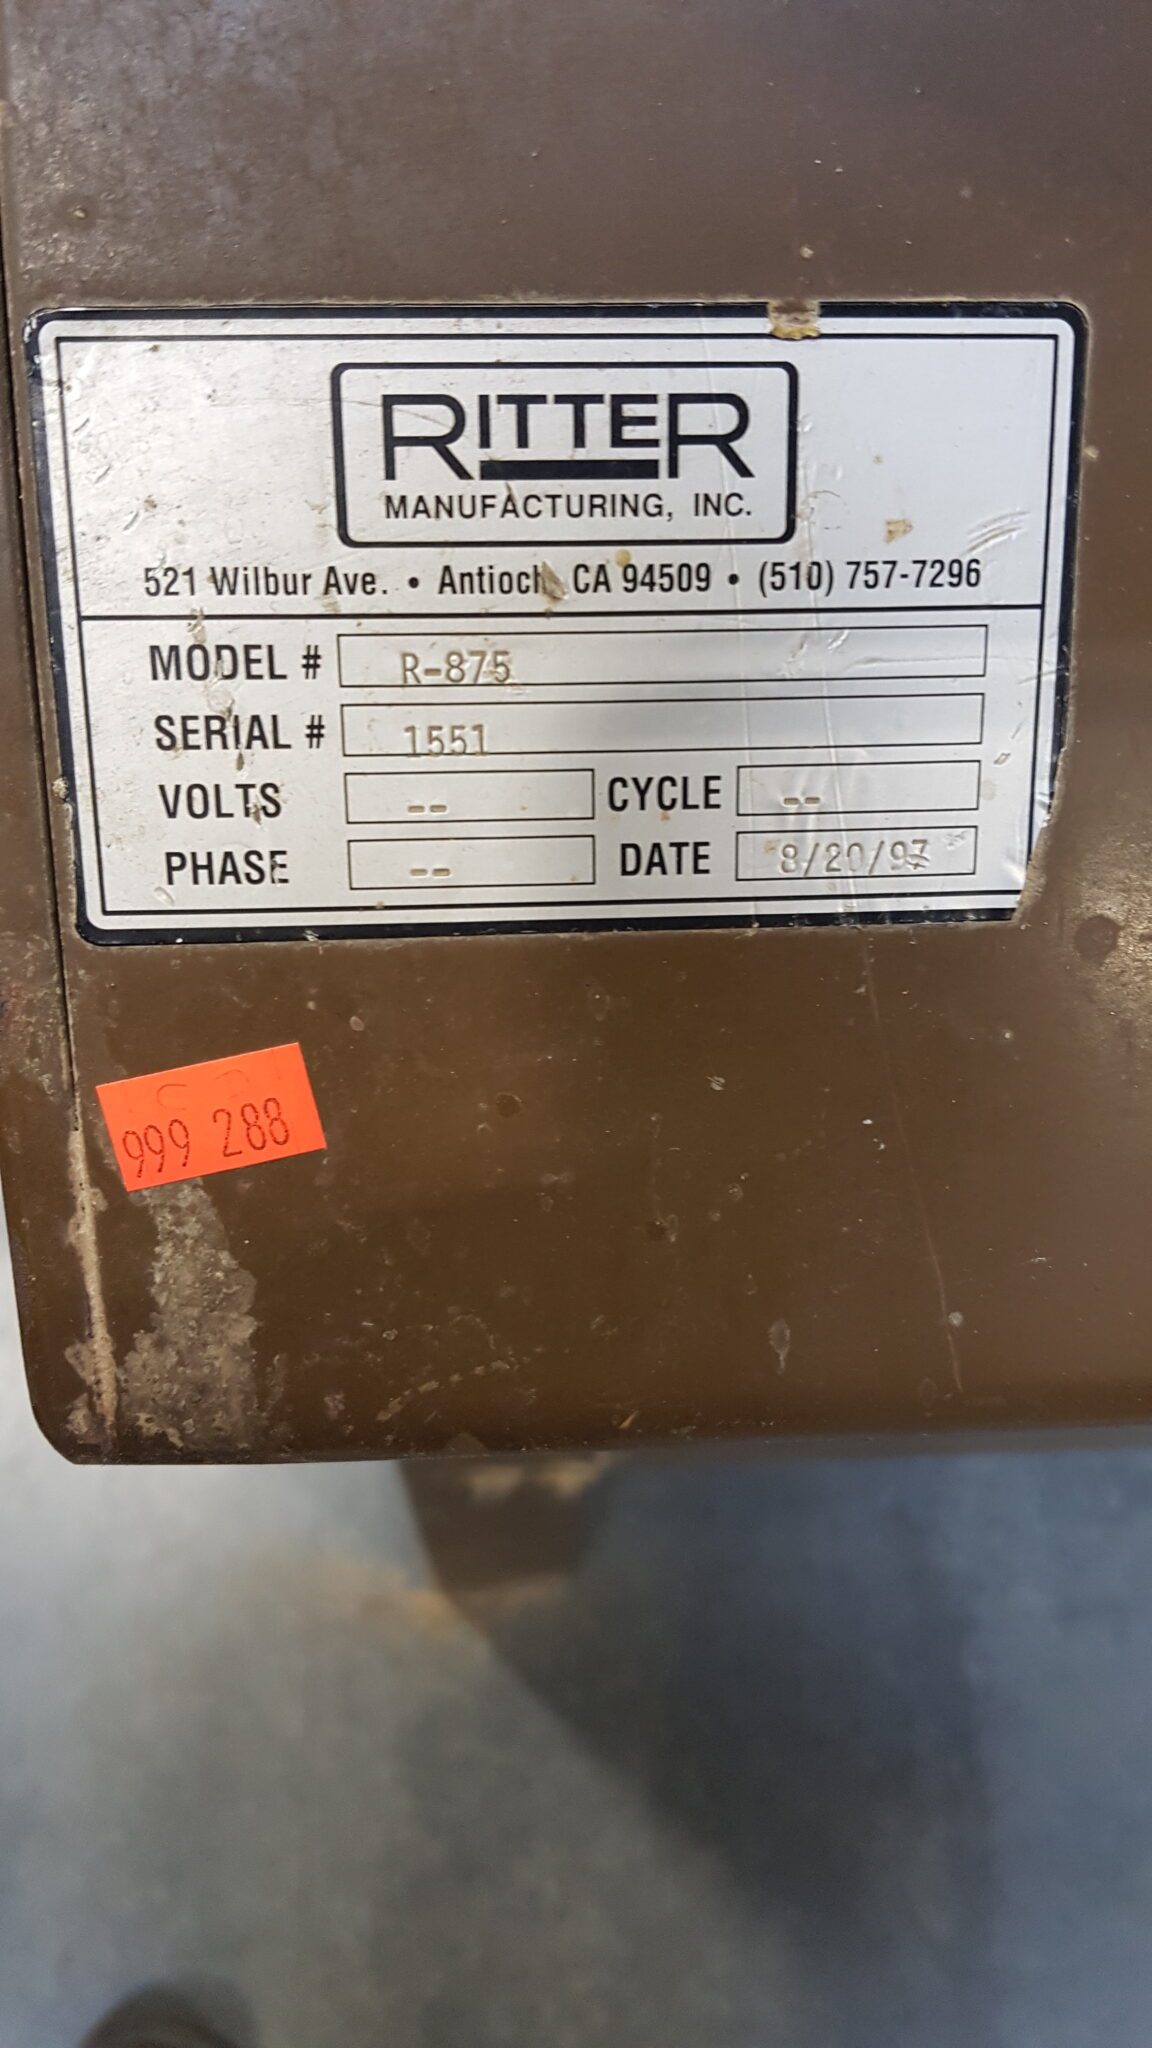 RITTER
MANUFACTURING, INC.
521 Wilbur Ave. • Antioch, CA 94509 • (510) 757-7296
MODEL # R-875
SERIAL # 1551
VOLTS -- CYCLE --
PHASE -- DATE 8/20/97
999 288